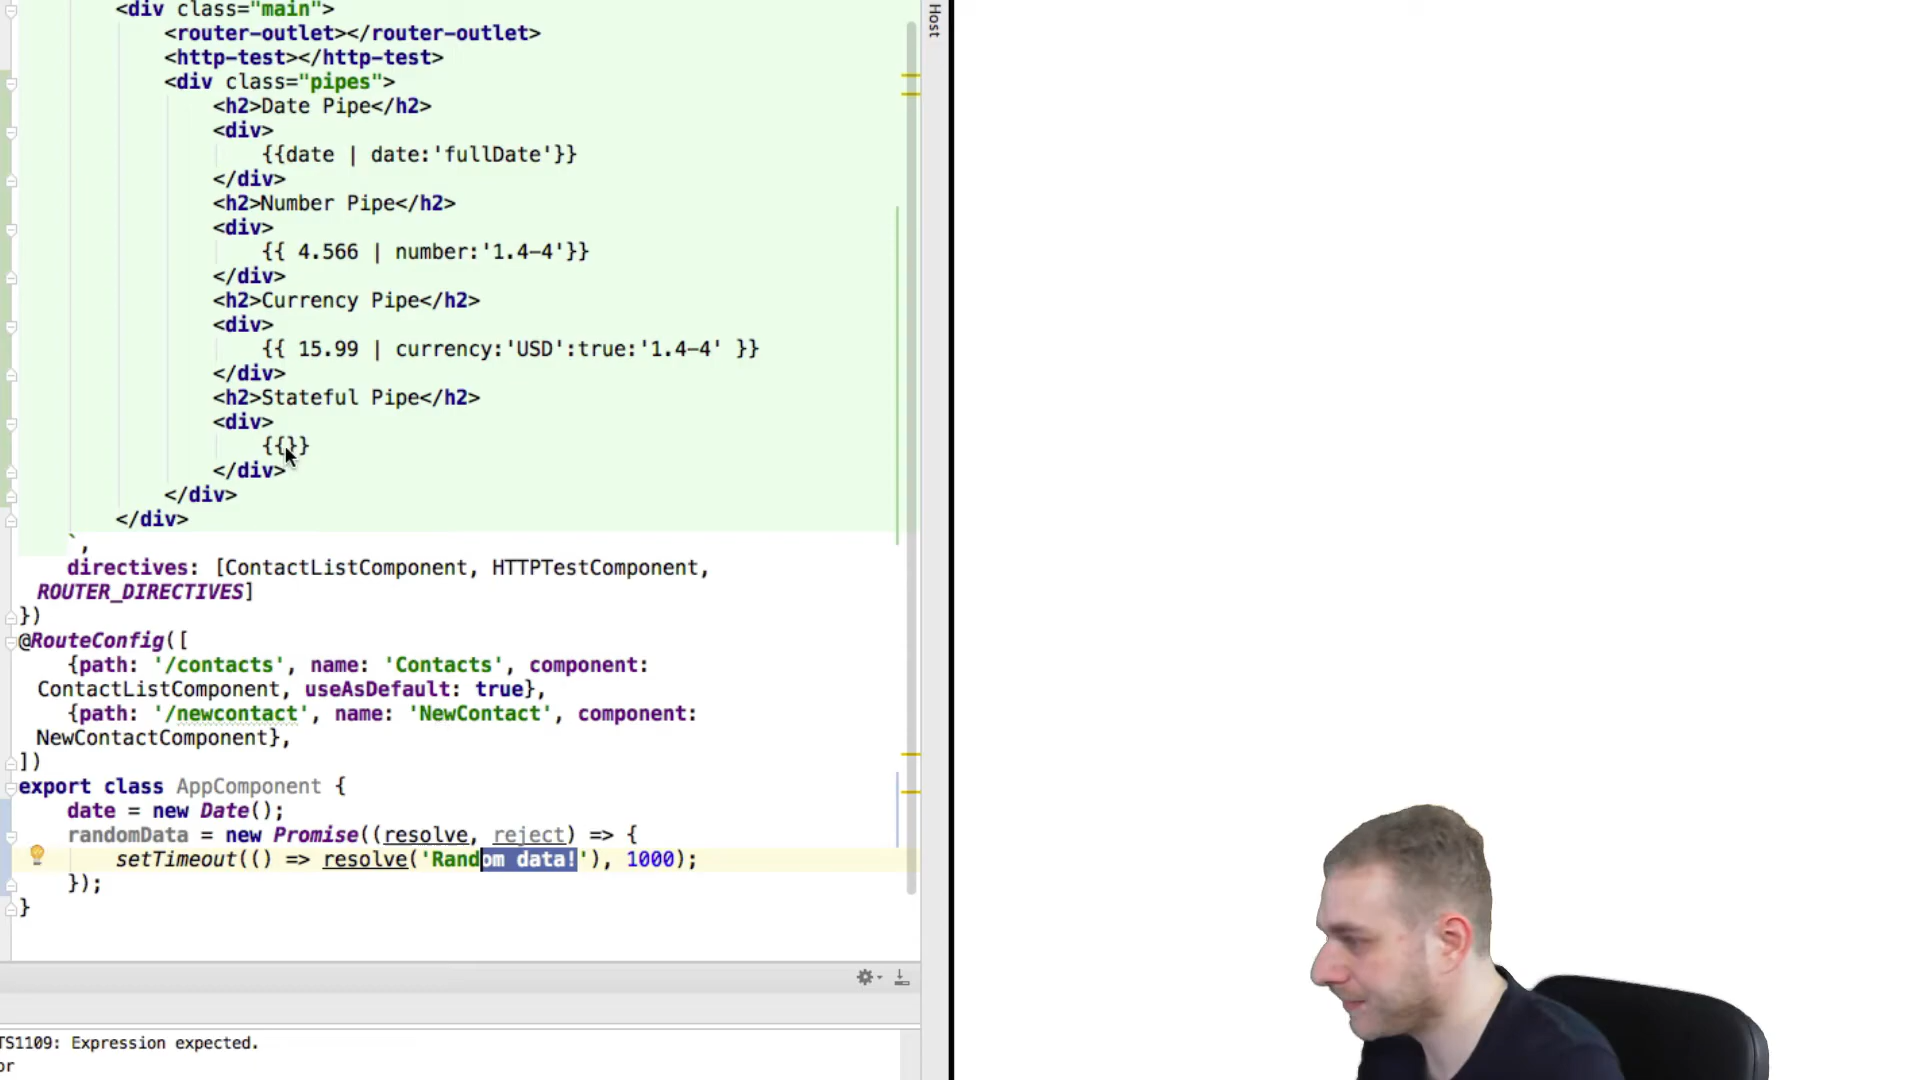 <div class="main">
Host
<router-outlet></router-outlet>
<http-test></http-test>
<div class="pipes">
<h2>Date Pipe</h2>
<div>
{{date | date:'fullDate'}}
</div>
<h2>Number Pipe</h2>
<div>
{{ 4.566 | number:'1.4-4'}}
</div>
<h2>Currency Pipe</h2>
<div>
{{ 15.99 | currency:'USD':true:'1.4-4' }}
</div>
<h2>Stateful Pipe</h2>
<div>
{{}}
</div>
</div>
</div>
`,
directives: [ContactListComponent, HTTPTestComponent,
ROUTER_DIRECTIVES]
})
@RouteConfig([
{path: '/contacts', name: 'Contacts', component:
ContactListComponent, useAsDefault: true},
{path: '/newcontact', name: 'NewContact', component:
NewContactComponent},
])
export class AppComponent {
date = new Date();
randomData = new Promise((resolve, reject) => {
setTimeout(() => resolve('Random data!'), 1000);
});
}
TS1109: Expression expected.